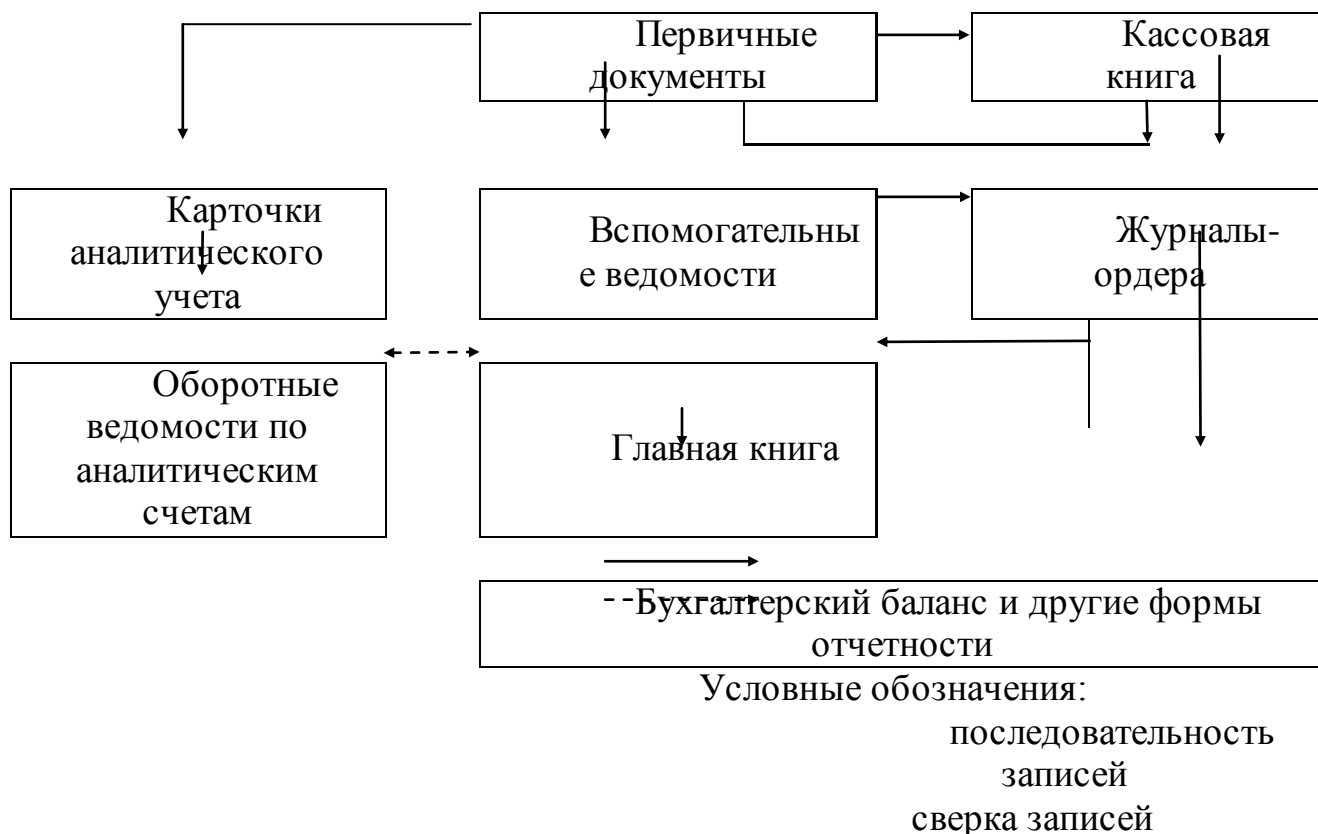 Первичные
документы
Кассовая
книга
Карточки
аналитического
учета
Вспомогательны
е ведомости
Журналы-
ордера
Оборотные
ведомости по
аналитическим
счетам
Главная книга
Бухгалтерский баланс и другие формы
отчетности
Условные обозначения:
последовательность
записей
сверка записей